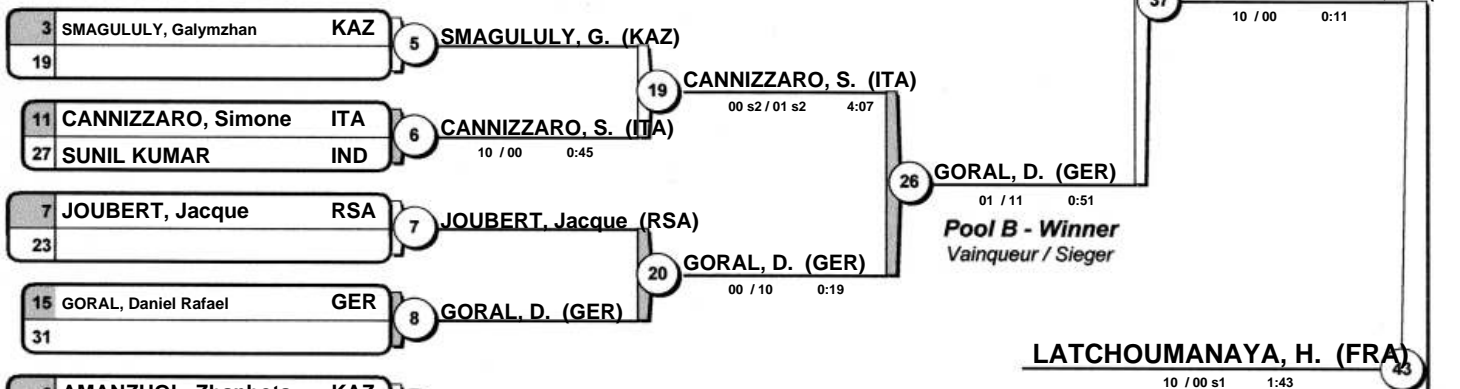 37
10 / 00 0:11
3 SMAGULULY, Galymzhan KAZ
19
5
SMAGULULY, G. (KAZ)
11 CANNIZZARO, Simone ITA
27 SUNIL KUMAR IND
6
CANNIZZARO, S. (ITA)
10 / 00 0:45
19
CANNIZZARO, S. (ITA)
00 s2 / 01 s2 4:07
7 JOUBERT, Jacque RSA
23
7
JOUBERT, Jacque (RSA)
15 GORAL, Daniel Rafael GER
31
8
GORAL, D. (GER)
20
GORAL, D. (GER)
00 / 10 0:19
26
GORAL, D. (GER)
01 / 11 0:51
Pool B - Winner
Vainqueur / Sieger
LATCHOUMANAYA, H. (FRA)
10 / 00 s1 1:43
43
KAZ